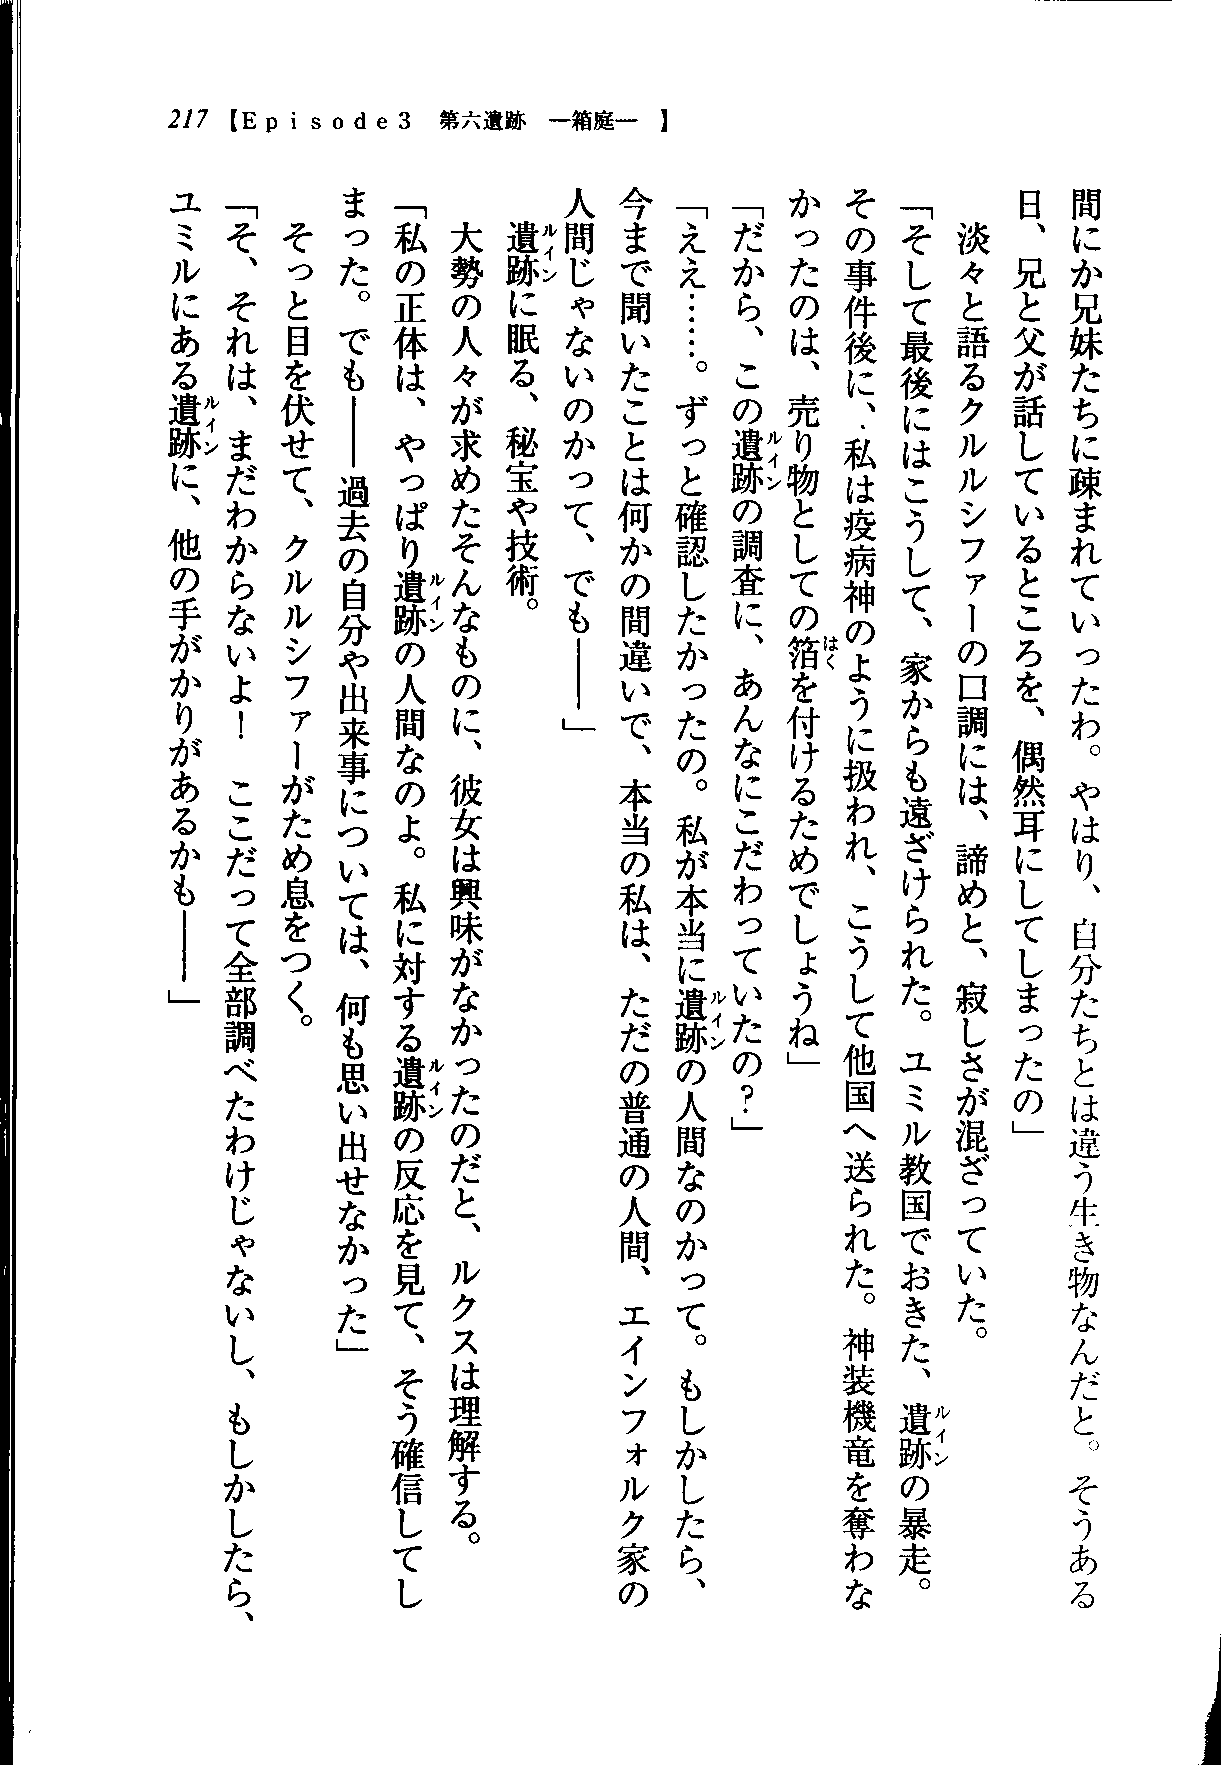 217【Episode3　第六遺跡　―箱庭―　】
間にか兄妹たちに疎まれていったわ。やはり、自分たちとは違う生き物なんだと。そうある
日、兄と父が話しているところを、偶然耳にしてしまったの」
　淡々と語るクルルシファーの口調には、諦めと、寂しさが混ざっていた。
「そして最後にはこうして、家からも遠ざけられた。ユミル教国でおきた、遺跡の暴走。
ルイン
その事件後に、私は疫病神のように扱われ、こうして他国へ送られた。神装機竜を奪わな
かったのは、売り物としての箔を付けるためでしょうね」
はく
「だから、この遺跡の調査に、あんなにこだわっていたの？」
ルイン
「ええ……。ずっと確認したかったの。私が本当に遺跡の人間なのかって。もしかしたら、
ルイン
今まで聞いたことは何かの間違いで、本当の私は、ただの普通の人間、エインフォルク家の
人間じゃないのかって、でも――」
　遺跡に眠る、秘宝や技術。
ルイン
　大勢の人々が求めたそんなものに、彼女は興味がなかったのだと、ルクスは理解する。
「私の正体は、やっぱり遺跡の人間なのよ。私に対する遺跡の反応を見て、そう確信してし
ルイン
ルイン
まった。でも――過去の自分や出来事については、何も思い出せなかった」
　そっと目を伏せて、クルルシファーがため息をつく。
「そ、それは、まだわからないよ！　ここだって全部調べたわけじゃないし、もしかしたら、
ユミルにある遺跡に、他の手がかりがあるかも――」
ルイン